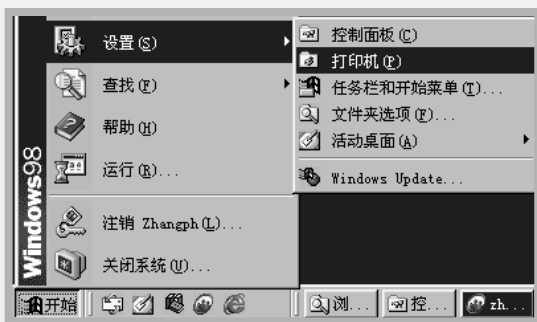 设置(S)
查找(F)
帮助(H)
运行(R)...
注销 Zhangph(L)...
关闭系统(U)...
Windows98
控制面板(C)
打印机(P)
任务栏和开始菜单(T)...
文件夹选项(F)...
活动桌面(A)
Windows Update...
开始
浏...
控...
zh...